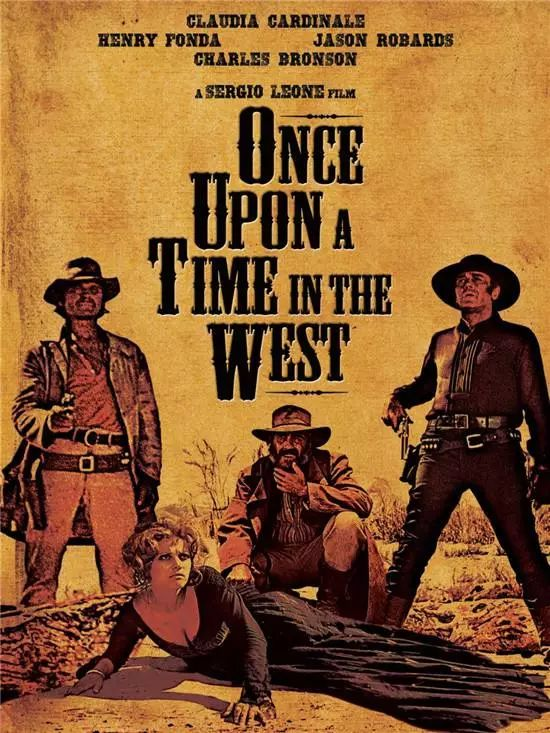 CLAUDIA CARDINALE
HENRY FONDA JASON ROBARDS
CHARLES BRONSON
A SERGIO LEONE FILM
ONCE
UPON A
TIME IN THE
WEST